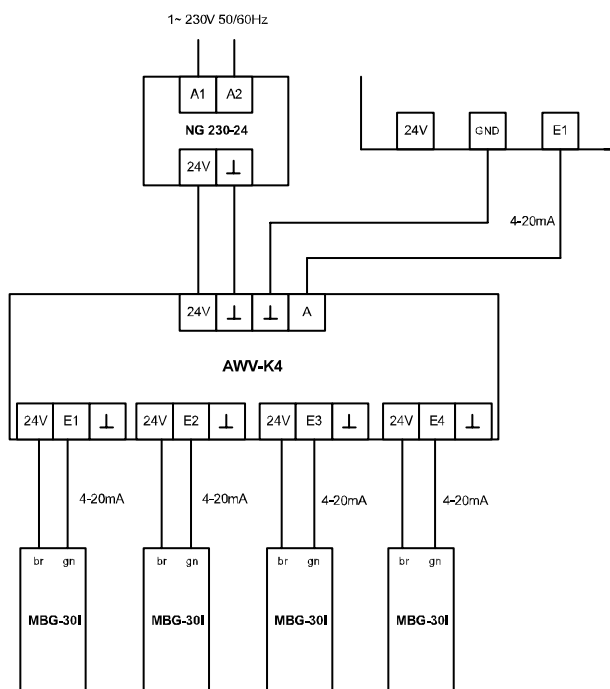 1~ 230V 50/60Hz
A1 A2
NG 230-24
24V ⊥
24V GND E1
4-20mA
24V ⊥ ⊥ A
AWV-K4
24V E1 ⊥ 24V E2 ⊥ 24V E3 ⊥ 24V E4 ⊥
4-20mA 4-20mA 4-20mA 4-20mA
br gn br gn br gn br gn
MBG-30I MBG-30I MBG-30I MBG-30I